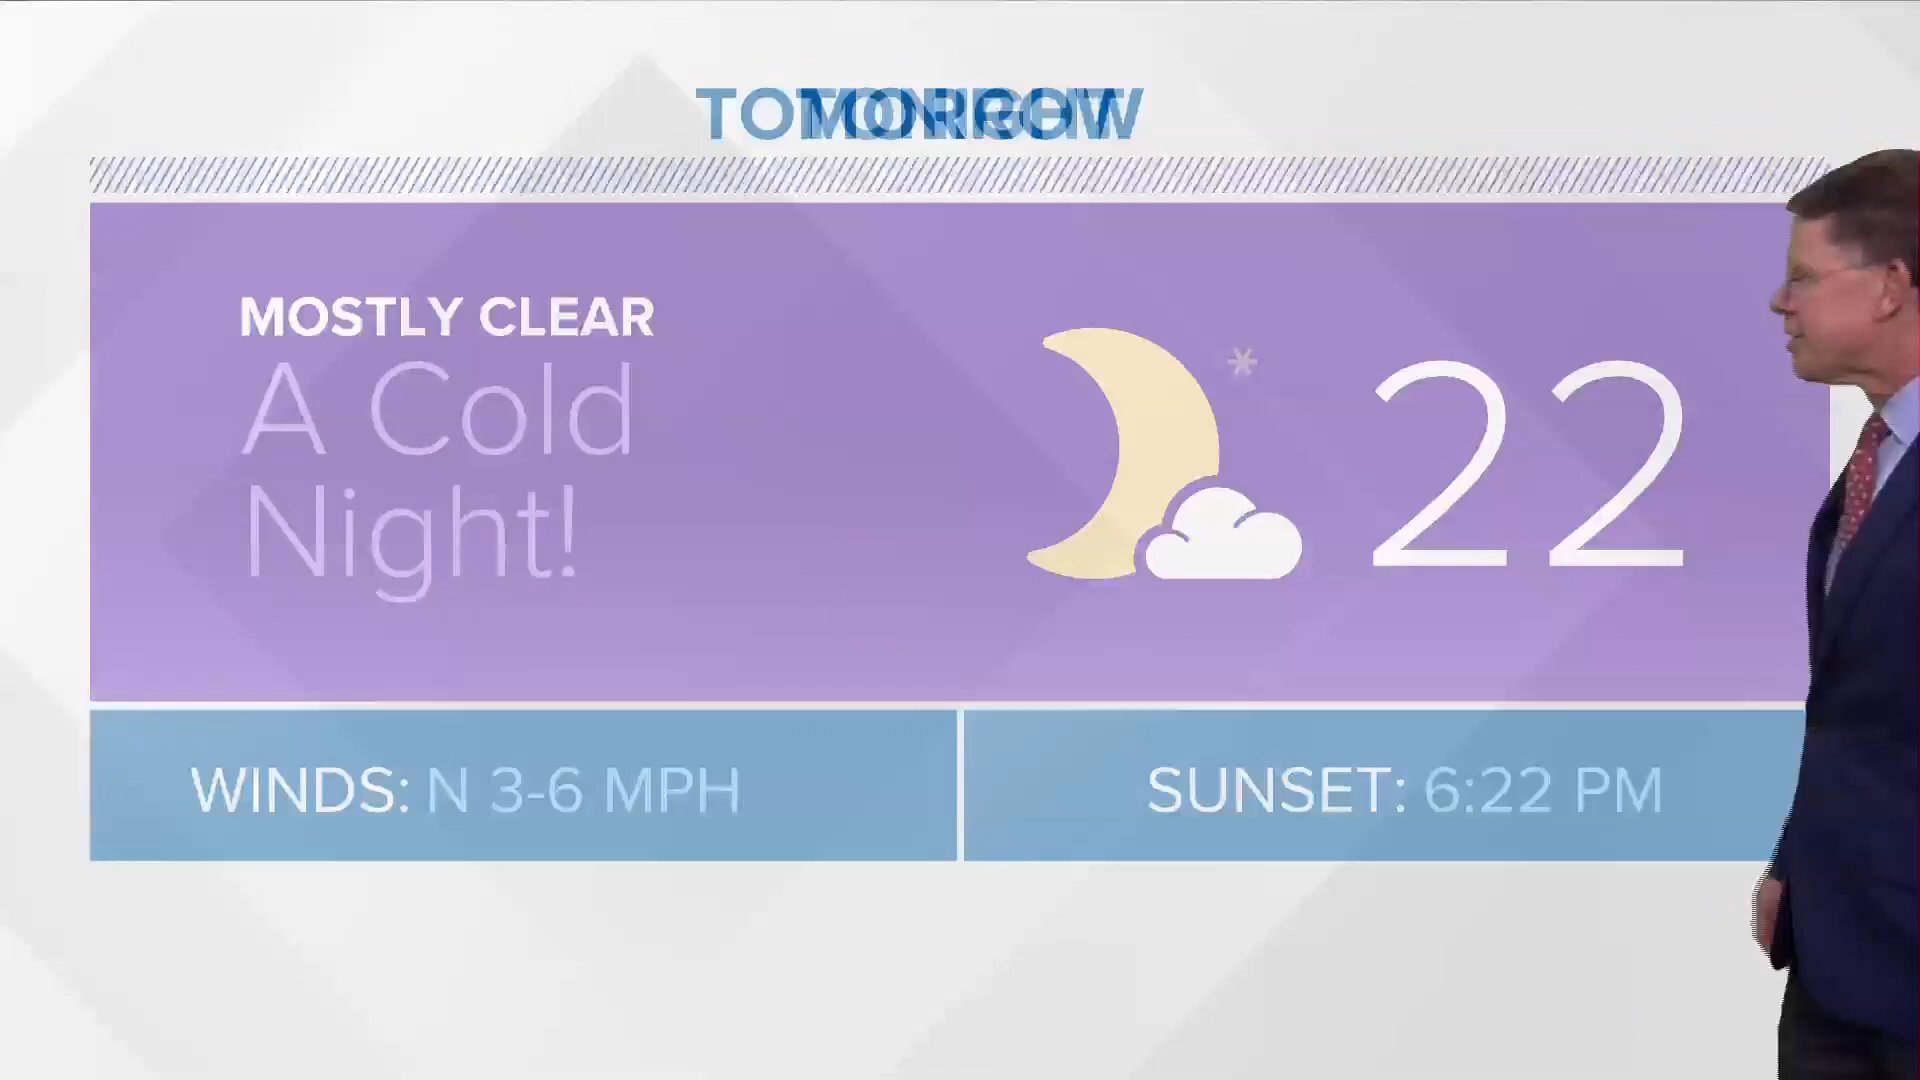 MOSTLY CLEAR
A Cold
Night!
22
WINDS: N 3-6 MPH
SUNSET: 6:22 PM